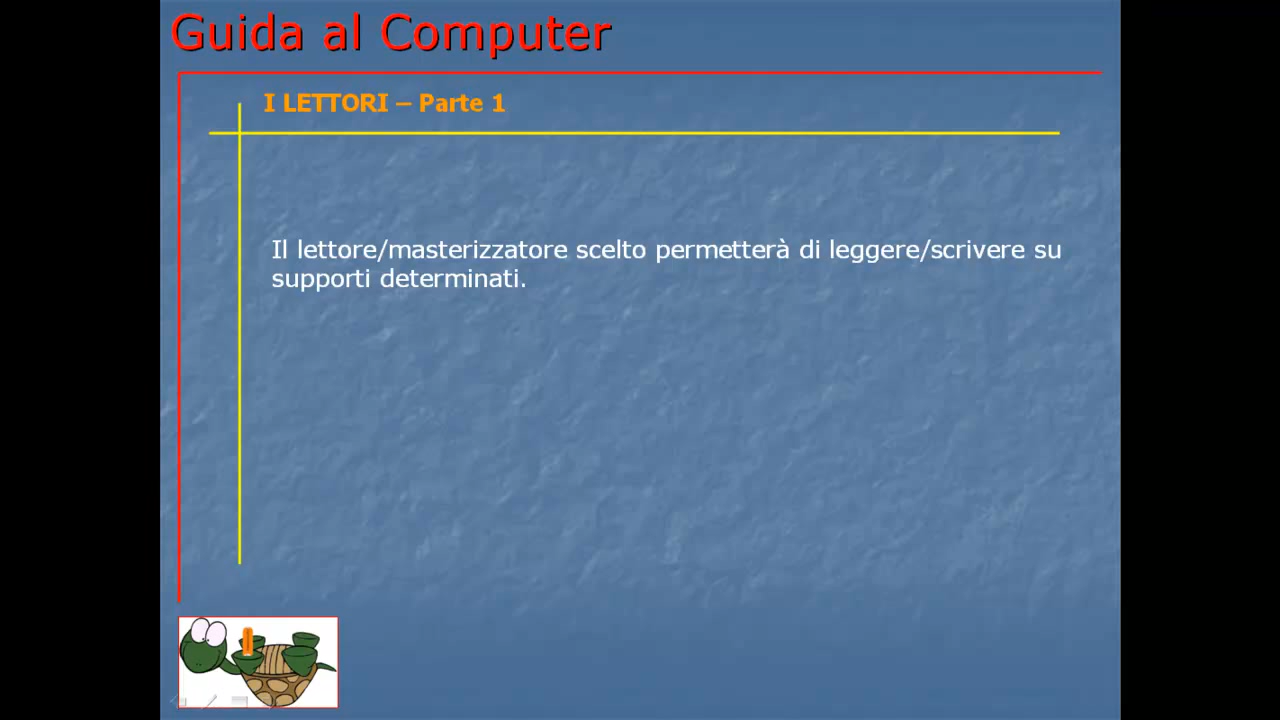 Guida al Computer
I LETTORI – Parte 1
Il lettore/masterizzatore scelto permetterà di leggere/scrivere su
supporti determinati.